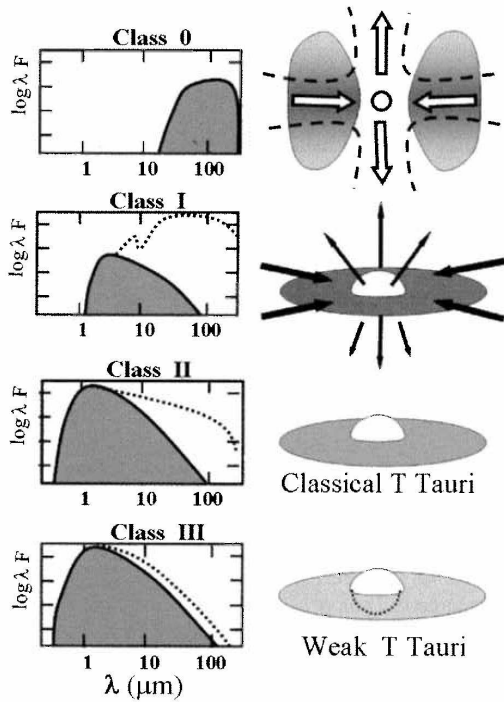 Class 0
log λ F
1 10 100
Class I
log λ F
1 10 100
Class II
log λ F
1 10 100
Classical T Tauri
Class III
log λ F
1 10 100
λ (μm)
Weak T Tauri